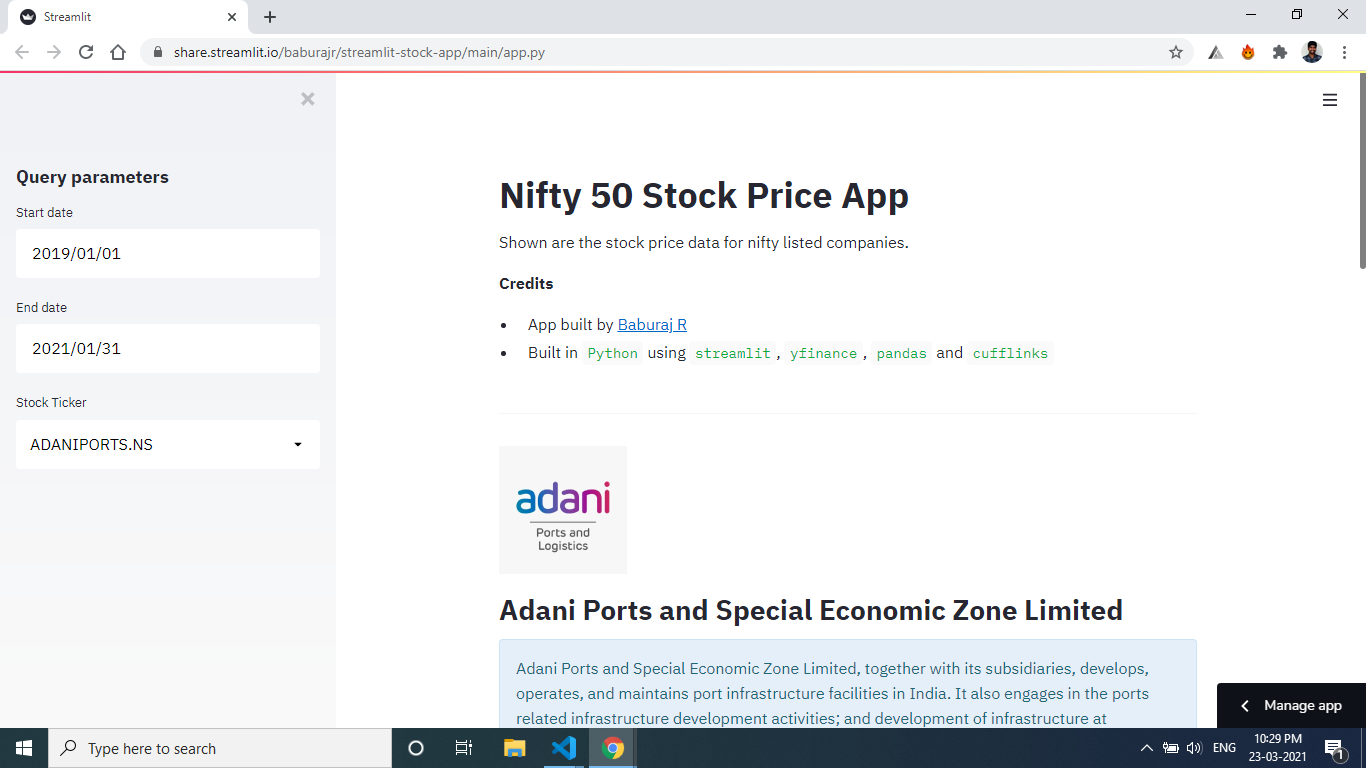 Streamlit
share.streamlit.io/baburajr/streamlit-stock-app/main/app.py
Query parameters
Start date
2019/01/01
End date
2021/01/31
Stock Ticker
ADANIPORTS.NS
Nifty 50 Stock Price App
Shown are the stock price data for nifty listed companies.
Credits
App built by Baburaj R
Built in Python using streamlit , yfinance , pandas and cufflinks
adani
Ports and
Logistics
Adani Ports and Special Economic Zone Limited
Adani Ports and Special Economic Zone Limited, together with its subsidiaries, develops,
operates, and maintains port infrastructure facilities in India. It also engages in the ports
related infrastructure development activities; and development of infrastructure at
Manage app
Type here to search
ENG
10:29 PM
23-03-2021
1